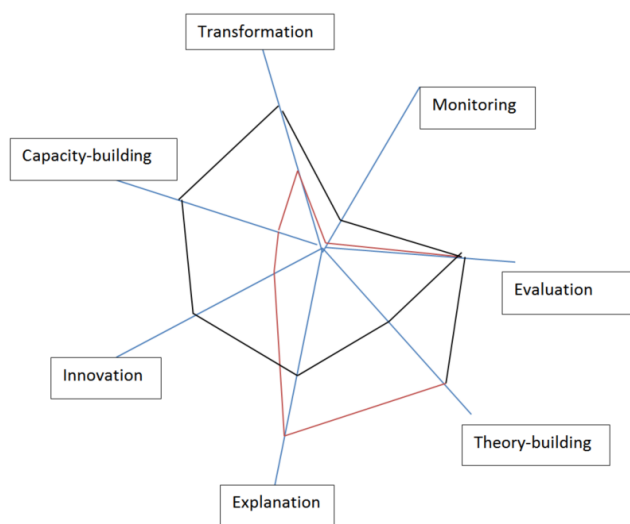 Transformation
Monitoring
Capacity-building
Evaluation
Innovation
Theory-building
Explanation